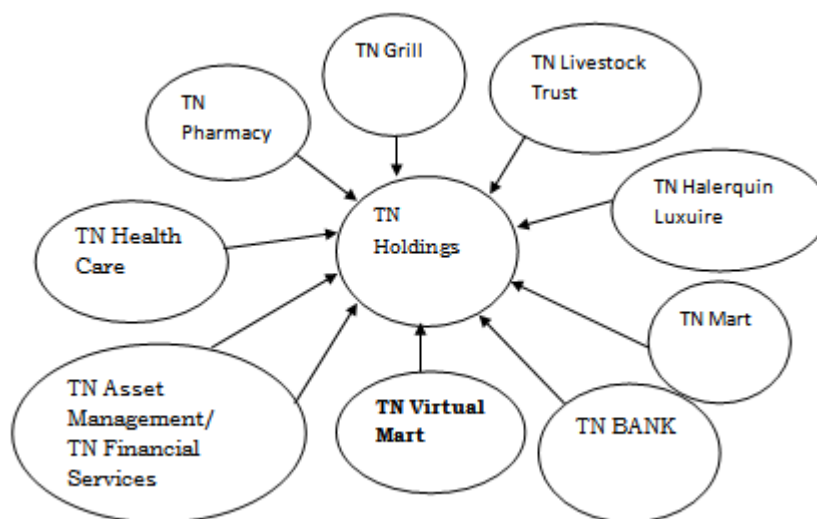 TN Grill
TN Livestock
Trust
TN
Pharmacy
TN Halerquin
Luxuire
TN
Holdings
TN Health
Care
TN Mart
TN Asset
Management/
TN Financial
Services
TN Virtual
Mart
TN BANK